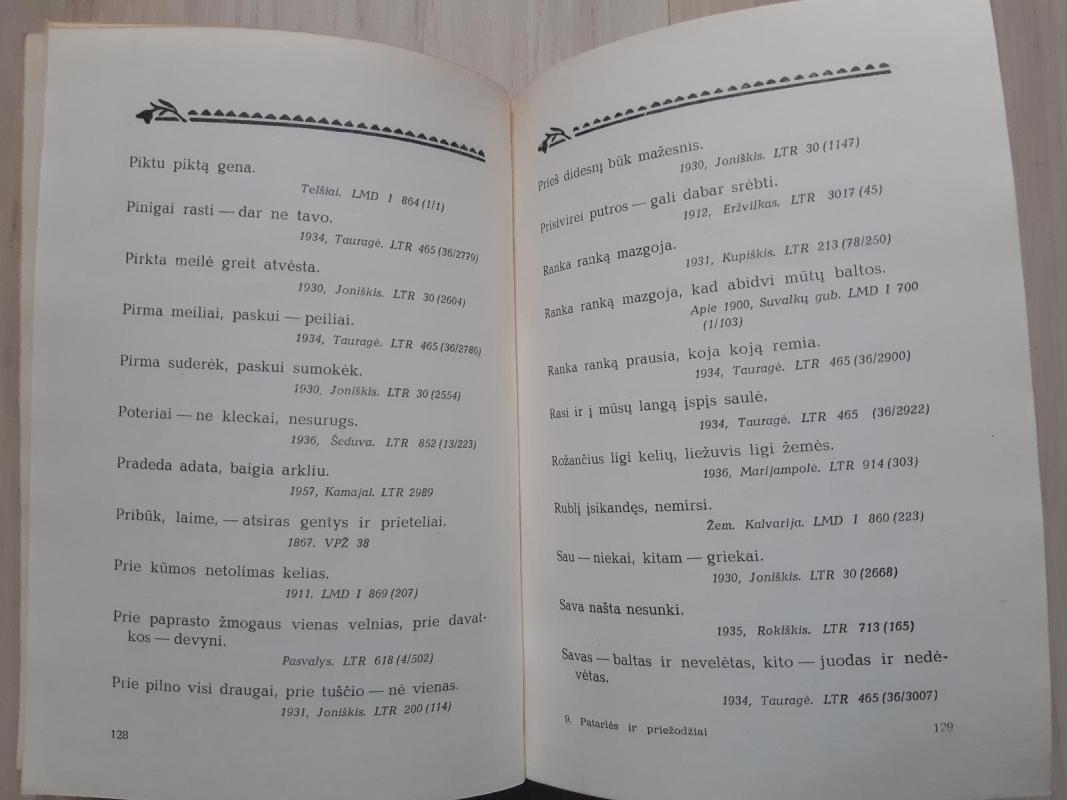 Piktu piktą gena.
Telšiai. LMD I 864 (1/1)
Pinigai rasti — dar ne tavo.
1934, Tauragė. LTR 465 (36/2779)
Pirkta meilė greit atvėsta.
1930, Joniškis. LTR 30 (2604)
Pirma meiliai, paskui — peiliai.
1934, Tauragė. LTR 465 (36/2786)
Pirma suderėk, paskui sumokėk.
1930, Joniškis. LTR 30 (2554)
Poteriai — ne kleckai, nesurugs.
1936, Šeduva. LTR 852 (13/223)
Pradeda adata, baigia arkliu.
1957, Kamajai. LTR 2989
Pribūk, laime, — atsiras gentys ir prieteliai.
1867. VPŽ 38
Prie kūmos netolimas kelias.
1911. LMD I 869 (207)
Prie paprasto žmogaus vienas velnias, prie davat-
kos — devyni.
Pasvalys. LTR 618 (4/502)
Prie pilno visi draugai, prie tuščio — nė vienas.
1931, Joniškis. LTR 200 (114)
128
Prieš didesnį būk mažesnis.
1930, Joniškis. LTR 30 (1147)
Prisivirei putros — gali dabar srėbti.
1912, Eržvilkas. LTR 3017 (45)
Ranka ranką mazgoja.
1931, Kupiškis. LTR 213 (78/250)
Ranka ranką mazgoja, kad abidvi mūtų baltos.
Apie 1900, Suvalkų gub. LMD I 700
(1/103)
Ranka ranką prausia, koja koją remia.
1934, Tauragė. LTR 465 (36/2900)
Rasi ir į mūsų langą įspįs saulė.
1934, Tauragė. LTR 465 (36/2922)
Rožančius ligi kelių, liežuvis ligi žemės.
1936, Marijampolė. LTR 914 (303)
Rublį įsikandęs, nemirsi.
Žem. Kalvarija. LMD I 860 (223)
Sau — niekai, kitam — griekai.
1930, Joniškis. LTR 30 (2668)
Sava našta nesunki.
1935, Rokiškis. LTR 713 (165)
Savas — baltas ir nevelėtas, kito — juodas ir nedė-
vėtas.
1934, Tauragė. LTR 465 (36/3007)
9. Patarlės ir priežodžiai
129